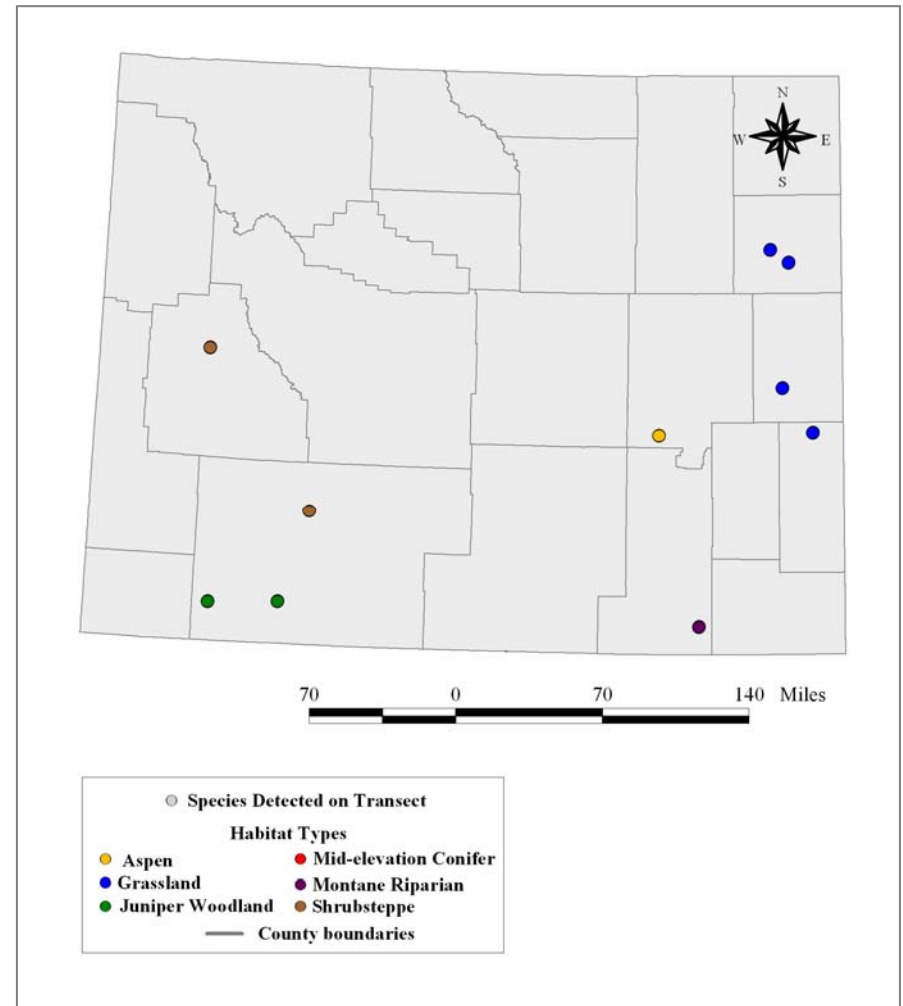 N
W E
S
70 0 70 140 Miles
Species Detected on Transect
Habitat Types
Aspen Mid-elevation Conifer
Grassland Montane Riparian
Juniper Woodland Shrubsteppe
County boundaries